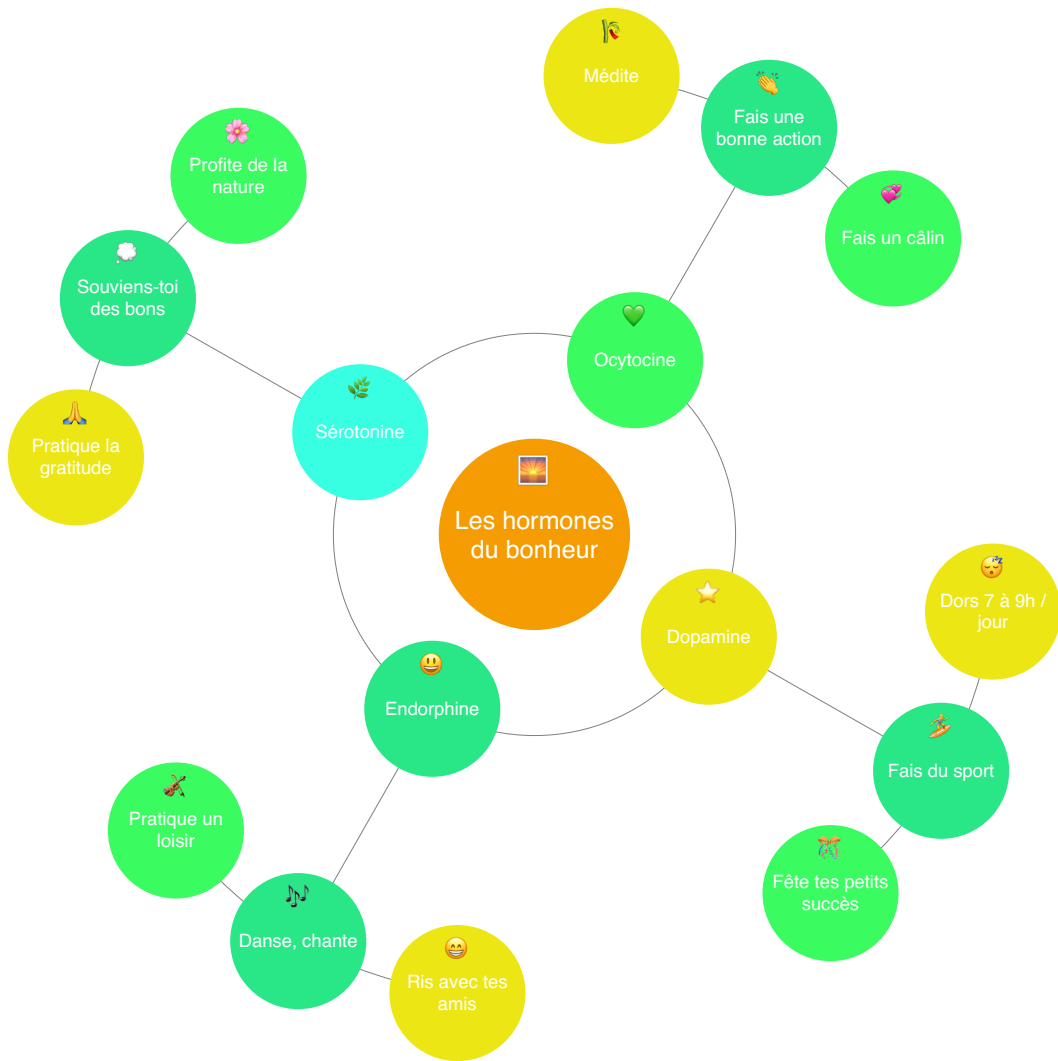 Les hormones
du bonheur
Ocytocine
Fais une
bonne action
Médite
Fais un câlin
Dopamine
Fais du sport
Dors 7 à 9h /
jour
Fête tes petits
succès
Endorphine
Danse, chante
Pratique un
loisir
Ris avec tes
amis
Sérotonine
Souviens-toi
des bons
Profite de la
nature
Pratique la
gratitude